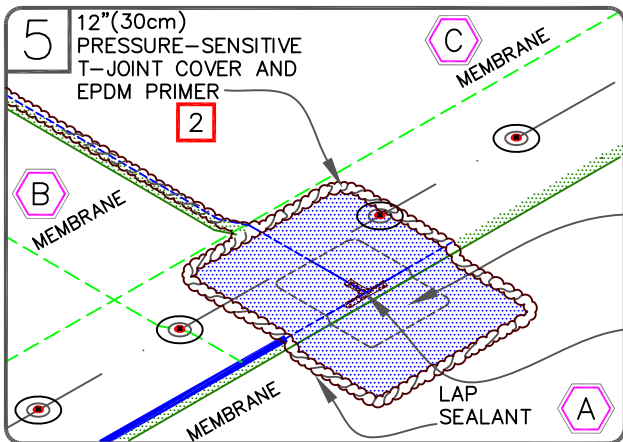 5
12"(30cm)
PRESSURE-SENSITIVE
T-JOINT COVER AND
EPDM PRIMER
2
C
MEMBRANE
B
MEMBRANE
MEMBRANE
LAP
SEALANT
A